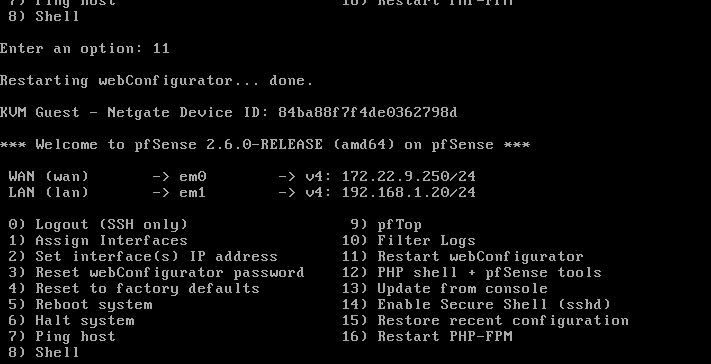 7) Ping host                          16) Restart PHP-FPM
 8) Shell
Enter an option: 11
Restarting webConfigurator... done.
KVM Guest - Netgate Device ID: 84ba88f7f4de0362798d
*** Welcome to pfSense 2.6.0-RELEASE (amd64) on pfSense ***
 WAN (wan)       -> em0        -> v4: 172.22.9.250/24
 LAN (lan)       -> em1        -> v4: 192.168.1.20/24
 0) Logout (SSH only)                  9) pfTop
 1) Assign Interfaces                 10) Filter Logs
 2) Set interface(s) IP address       11) Restart webConfigurator
 3) Reset webConfigurator password    12) PHP shell + pfSense tools
 4) Reset to factory defaults         13) Update from console
 5) Reboot system                     14) Enable Secure Shell (sshd)
 6) Halt system                       15) Restore recent configuration
 7) Ping host                         16) Restart PHP-FPM
 8) Shell